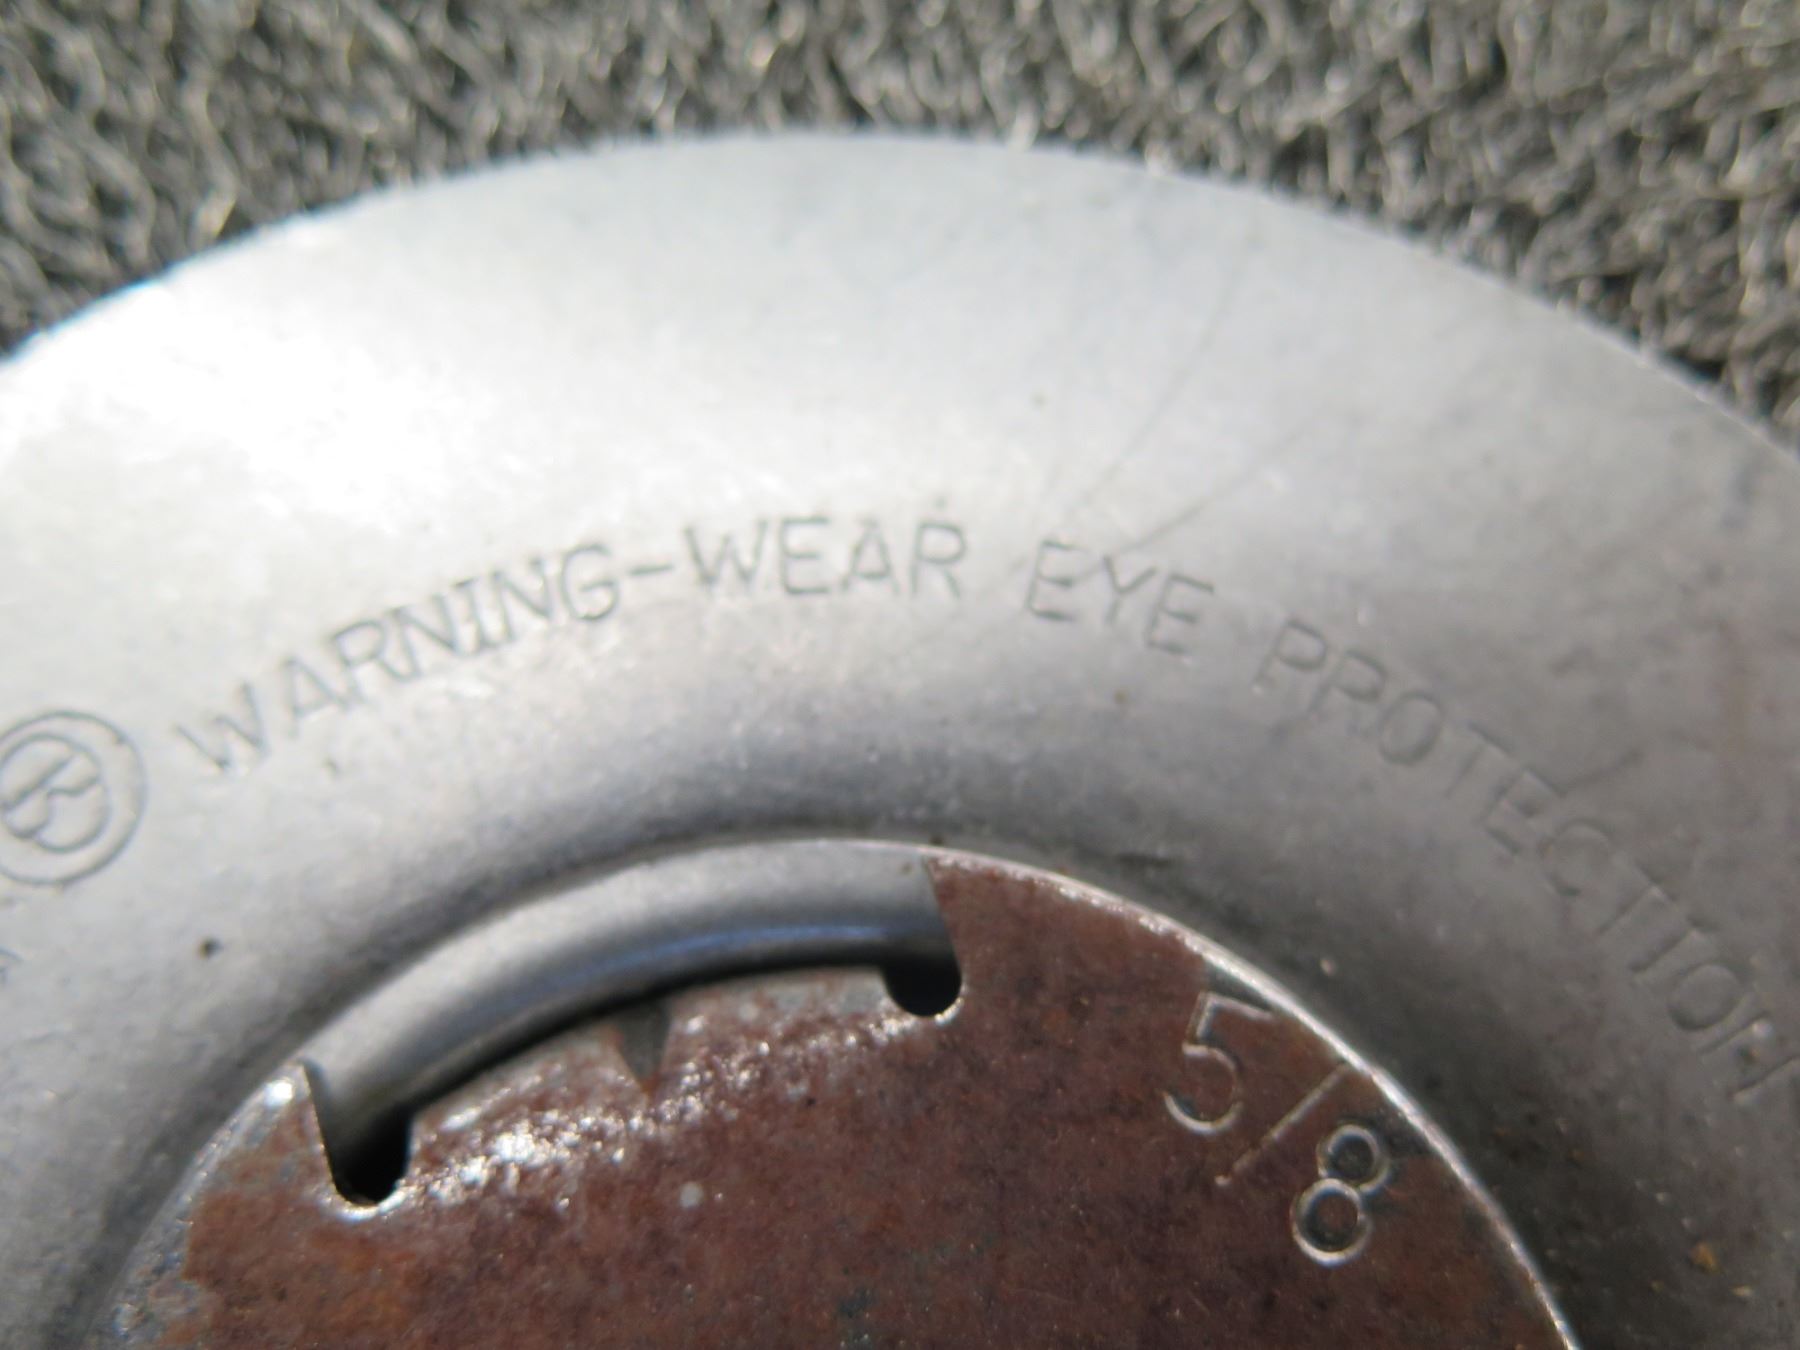 ® WARNING-WEAR EYE PROTECTION
5/8